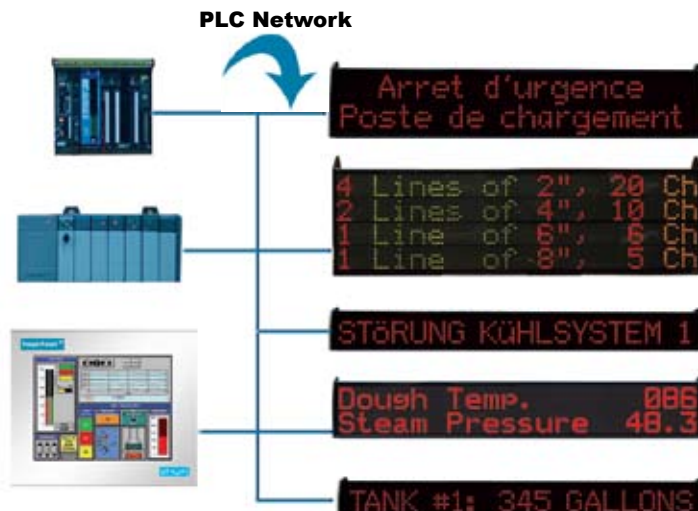 PLC Network
Arret d'urgence
Poste de chargement
4 Lines of 2", 20 Ch
2 Lines of 4", 10 Ch
1 Line of 6", 6 Ch
1 Line of 8", 5 Ch
STöRUNG KüHLSYSTEM 1
Dough Temp. 086
Steam Pressure 48.3
TANK #1: 345 GALLONS